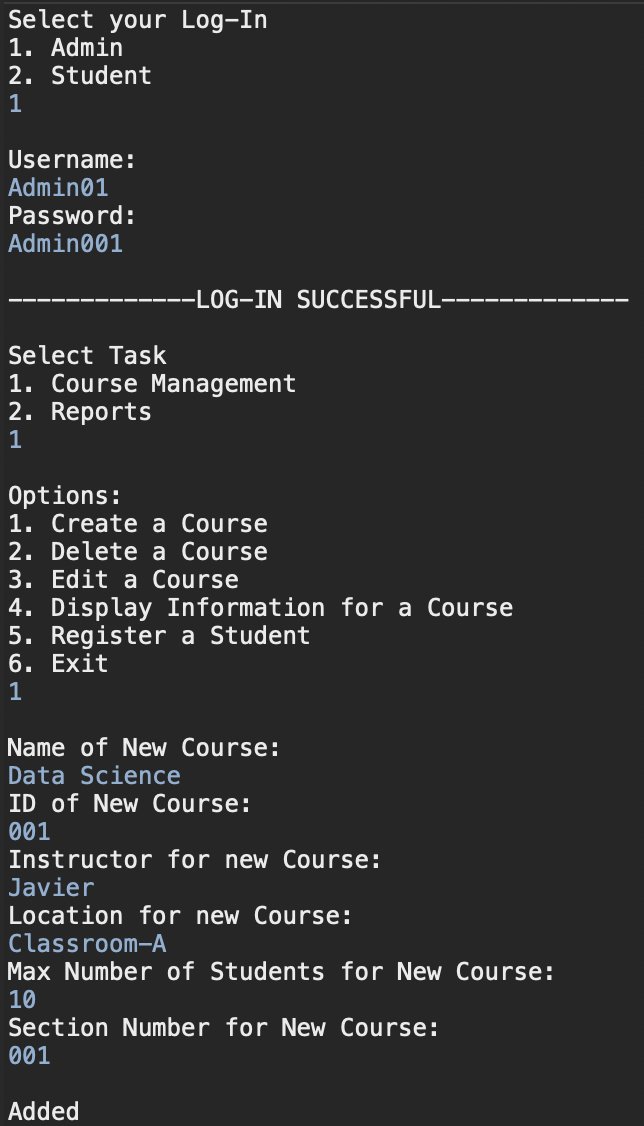 Select your Log-In
1. Admin
2. Student
1
Username:
Admin01
Password:
Admin001
-------------LOG-IN SUCCESSFUL-------------
Select Task
1. Course Management
2. Reports
1
Options:
1. Create a Course
2. Delete a Course
3. Edit a Course
4. Display Information for a Course
5. Register a Student
6. Exit
1
Name of New Course:
Data Science
ID of New Course:
001
Instructor for new Course:
Javier
Location for new Course:
Classroom-A
Max Number of Students for New Course:
10
Section Number for New Course:
001
Added